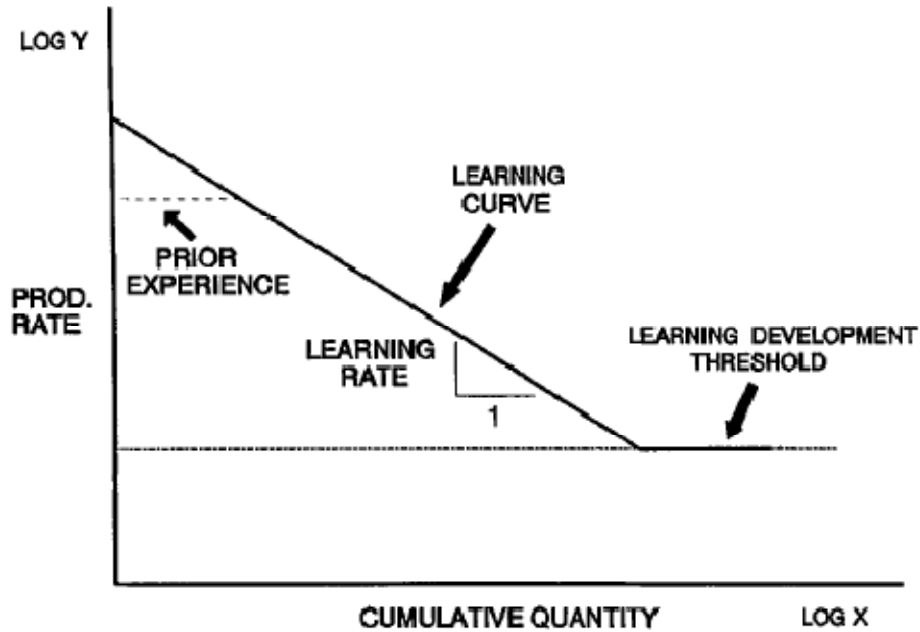 LOG Y
LEARNING
CURVE
PRIOR
EXPERIENCE
PROD.
RATE
LEARNING
RATE
1
LEARNING DEVELOPMENT
THRESHOLD
CUMULATIVE QUANTITY
LOG X